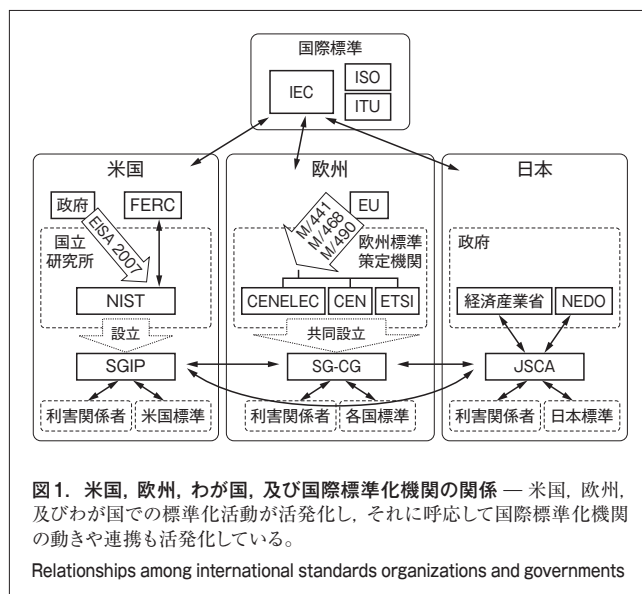 国際標準
IEC
ISO
ITU
米国
政府
FERC
EISA 2007
国立
研究所
NIST
設立
SGIP
利害関係者
米国標準
欧州
M/441
M/468
M/490
EU
欧州標準
策定機関
CENELEC
CEN
ETSI
共同設立
SG-CG
利害関係者
各国標準
日本
政府
経済産業省
NEDO
JSCA
利害関係者
日本標準
図1. 米国, 欧州, わが国, 及び国際標準化機関の関係 — 米国, 欧州,
及びわが国での標準化活動が活発化し, それに呼応して国際標準化機関
の動きや連携も活発化している。
Relationships among international standards organizations and governments